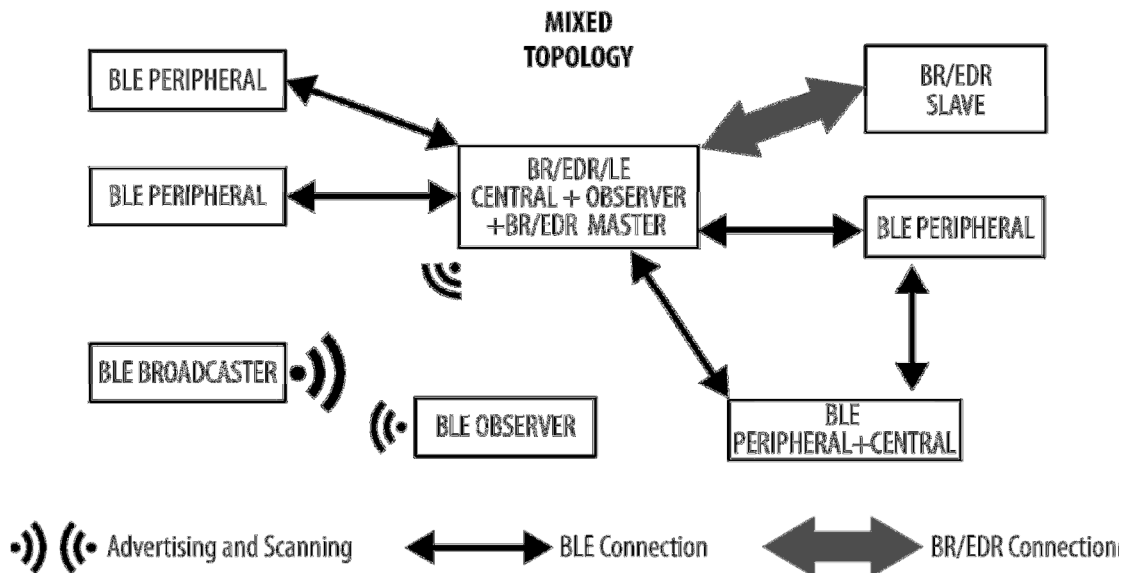 MIXED
TOPOLOGY
BLE PERIPHERAL
BR/EDR
SLAVE
BLE PERIPHERAL
BR/EDR/LE
CENTRAL + OBSERVER
+BR/EDR MASTER
BLE PERIPHERAL
BLE BROADCASTER
BLE OBSERVER
BLE
PERIPHERAL+CENTRAL
Advertising and Scanning
BLE Connection
BR/EDR Connection